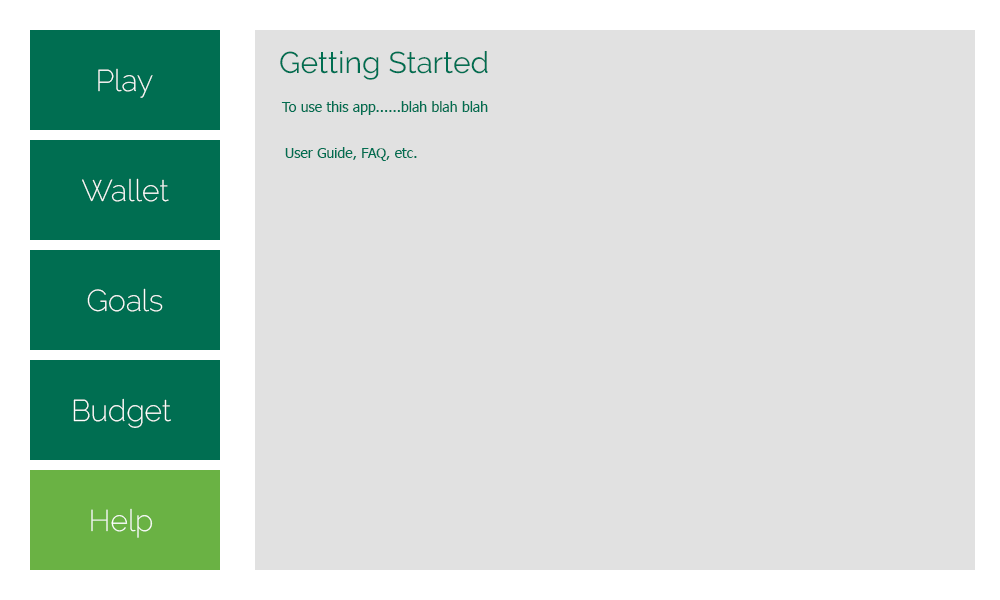 Play
Wallet
Goals
Budget
Help
Getting Started
To use this app......blah blah blah
User Guide, FAQ, etc.